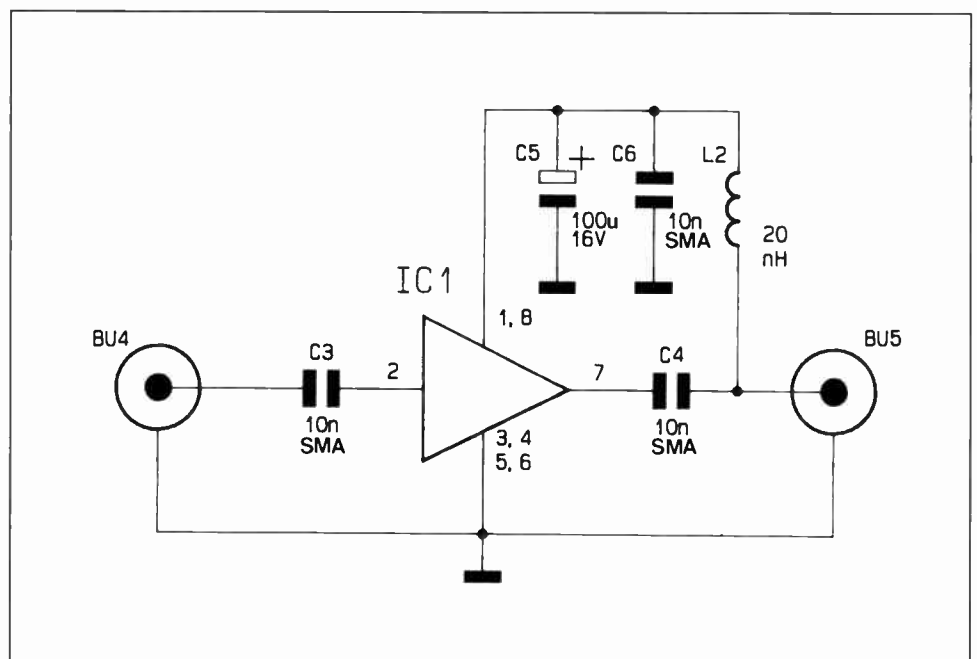 C5
+
C6
L2
100u
16V
10n
SMA
20
nH
IC1
1, 8
BU4
C3
2
10n
SMA
7
C4
10n
SMA
BU5
3, 4
5, 6